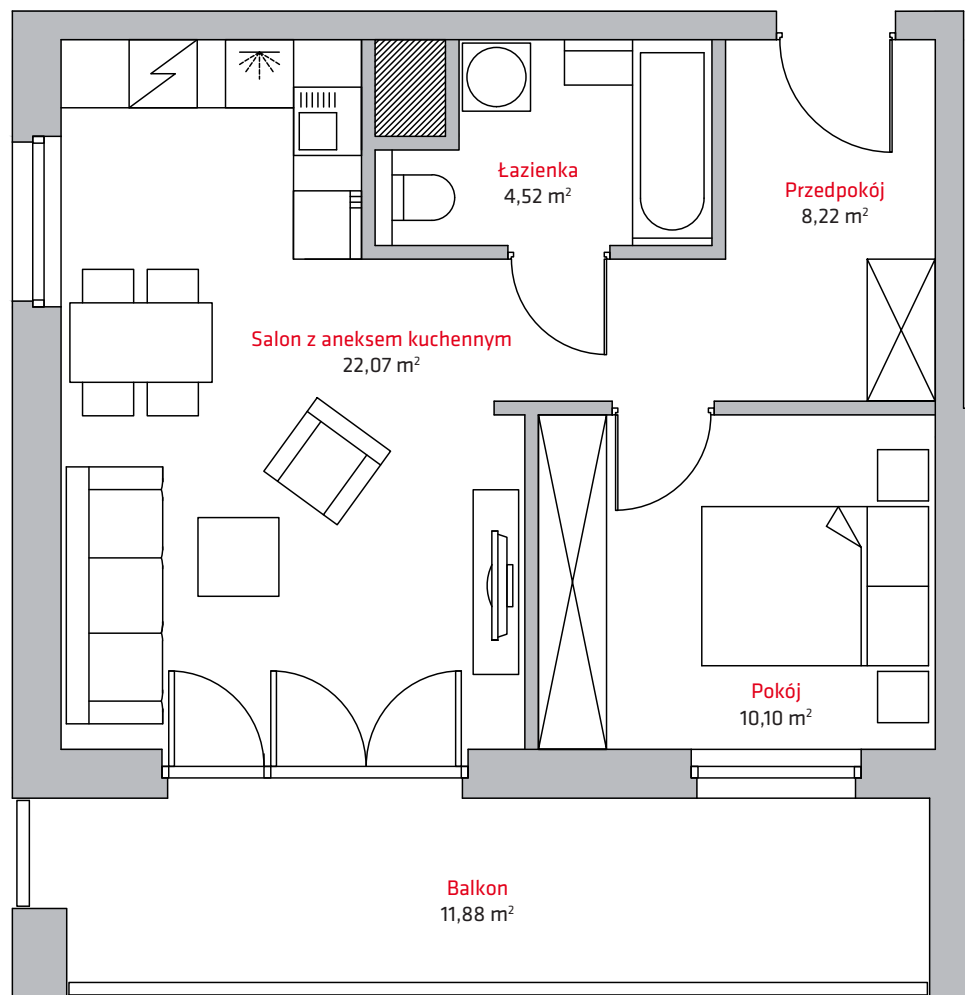 Łazienka
4,52 m²
Przedpokój
8,22 m²
Salon z aneksem kuchennym
22,07 m²
Pokój
10,10 m²
Balkon
11,88 m²